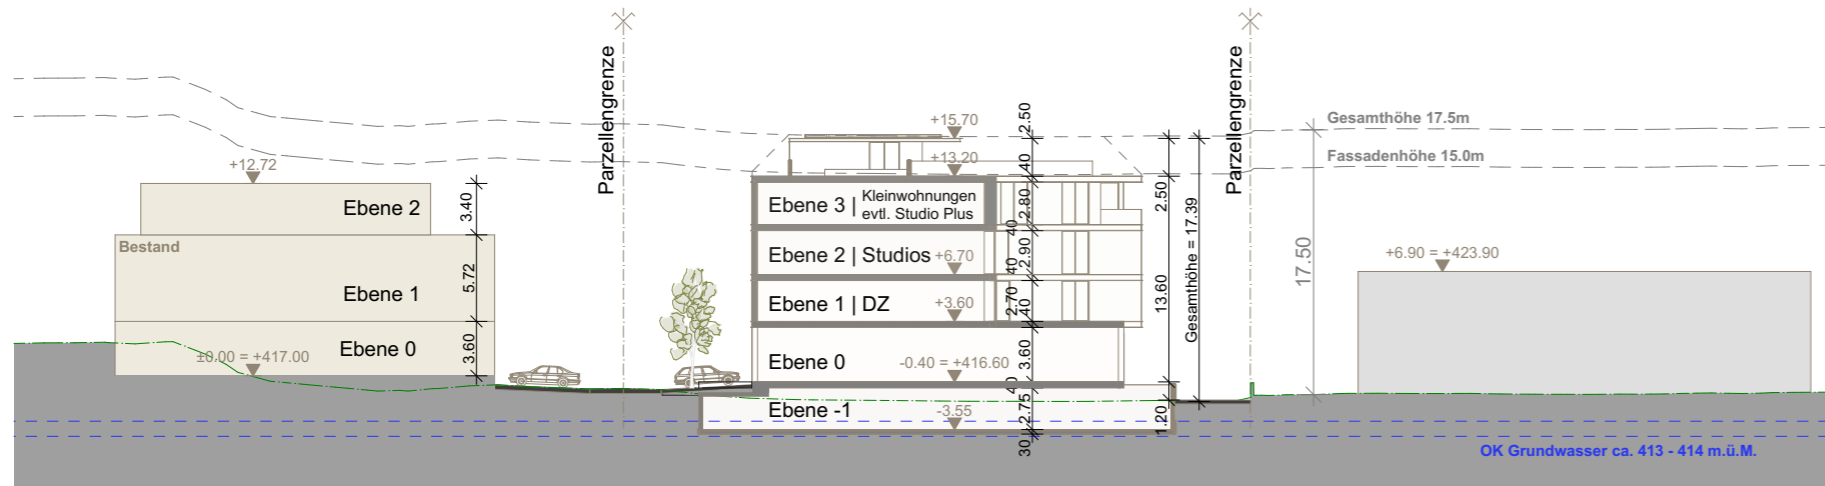 Parzellengrenze
Parzellengrenze
Gesamthöhe 17.5m
Fassadenhöhe 15.0m
+12.72
Ebene 2
3.40
Bestand
Ebene 1
5.72
Ebene 0
3.60
±0.00 = +417.00
+15.70
2.50
+13.20
40
Ebene 3 | Kleinwohnungen
evtl. Studio Plus
2.80
40
Ebene 2 | Studios
+6.70
2.90
40
Ebene 1 | DZ
+3.60
2.70
40
Ebene 0
-0.40 = +416.60
3.60
40
Ebene -1
-3.55
2.75
30
2.50
13.60
1.20
Gesamthöhe = 17.39
17.50
+6.90 = +423.90
OK Grundwasser ca. 413 - 414 m.ü.M.